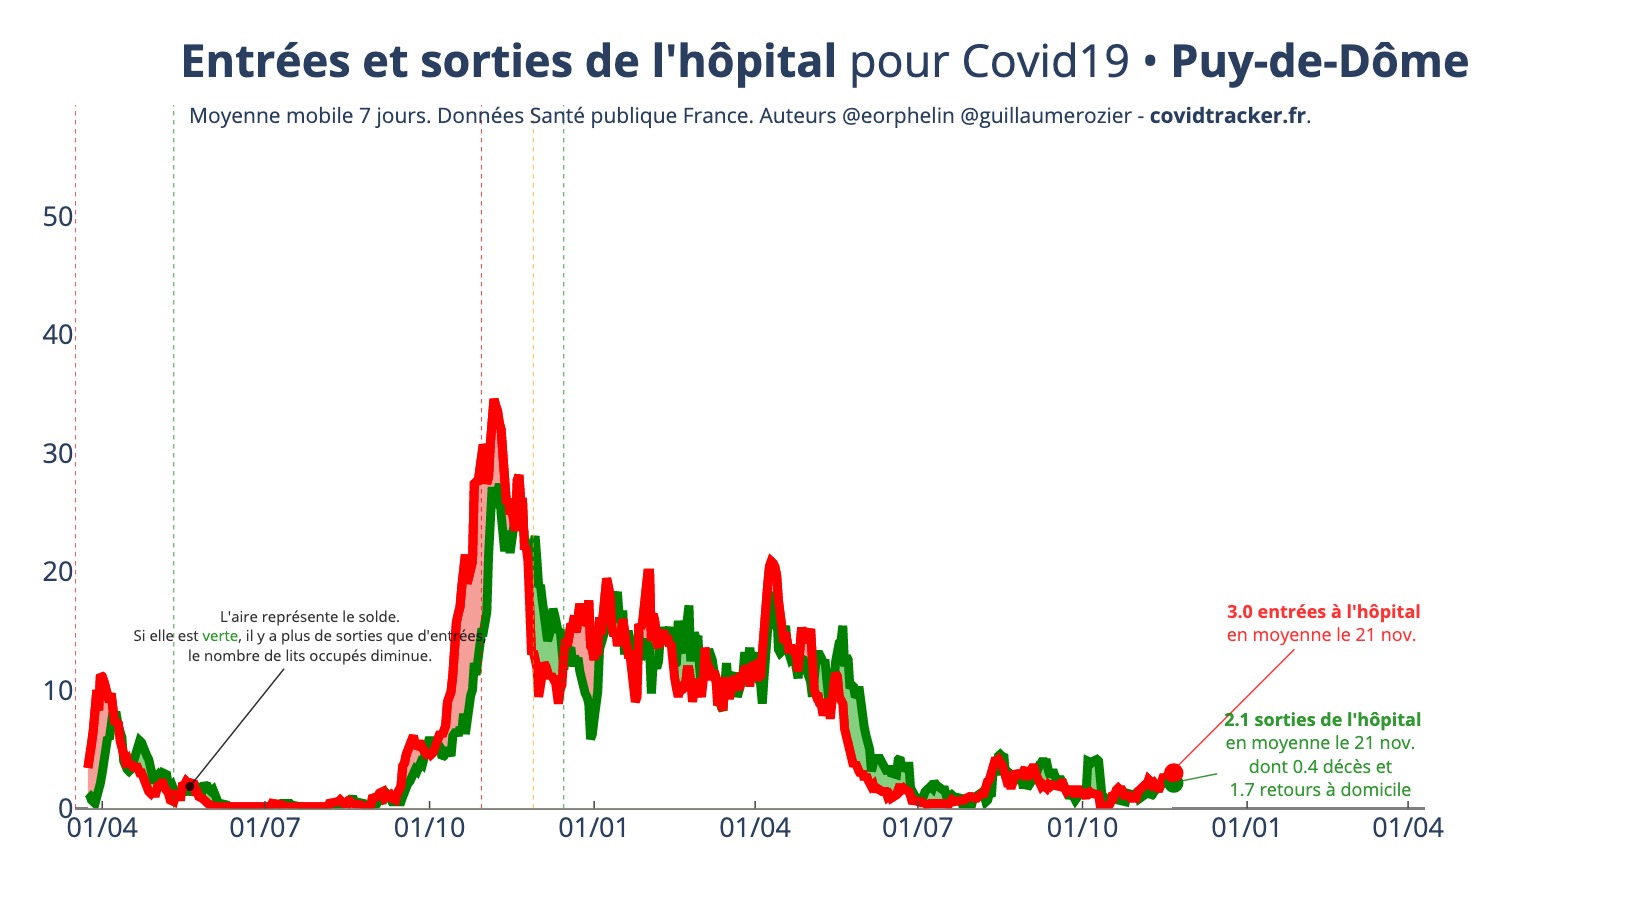 Entrées et sorties de l'hôpital pour Covid19 • Puy-de-Dôme
Moyenne mobile 7 jours. Données Santé publique France. Auteurs @eorphelin @guillaumerozier - covidtracker.fr.
50
40
30
20
10
0
L'aire représente le solde.
Si elle est verte, il y a plus de sorties que d'entrées,
le nombre de lits occupés diminue.
3.0 entrées à l'hôpital
en moyenne le 21 nov.
2.1 sorties de l'hôpital
en moyenne le 21 nov.
dont 0.4 décès et
1.7 retours à domicile
01/04 01/07 01/10 01/01 01/04 01/07 01/10 01/01 01/04